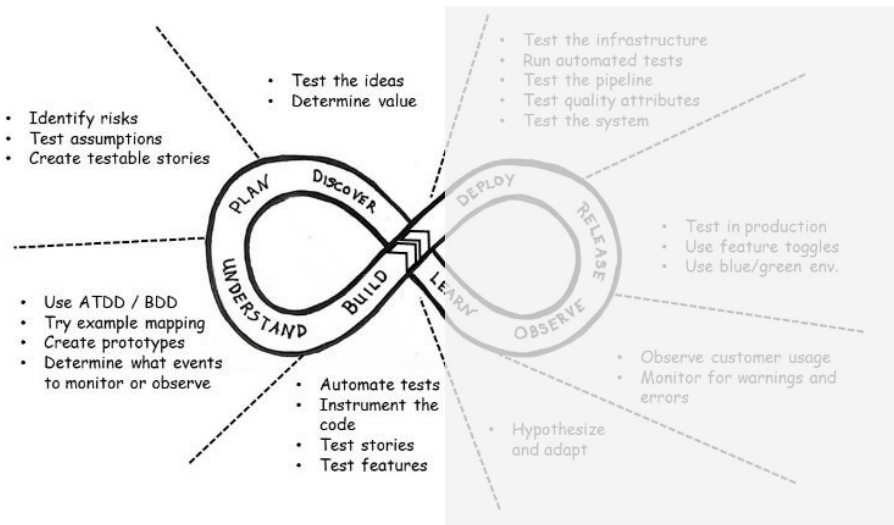 • Test the ideas
• Determine value
• Identify risks
• Test assumptions
• Create testable stories
• Test the infrastructure
• Run automated tests
• Test the pipeline
• Test quality attributes
• Test the system
PLAN
DISCOVER
DEPLOY
RELEASE
UNDERSTAND
BUILD
LEARN
OBSERVE
• Test in production
• Use feature toggles
• Use blue/green env.
• Use ATDD / BDD
• Try example mapping
• Create prototypes
• Determine what events
to monitor or observe
• Automate tests
• Instrument the
code
• Test stories
• Test features
• Observe customer usage
• Monitor for warnings and
errors
• Hypothesize
and adapt